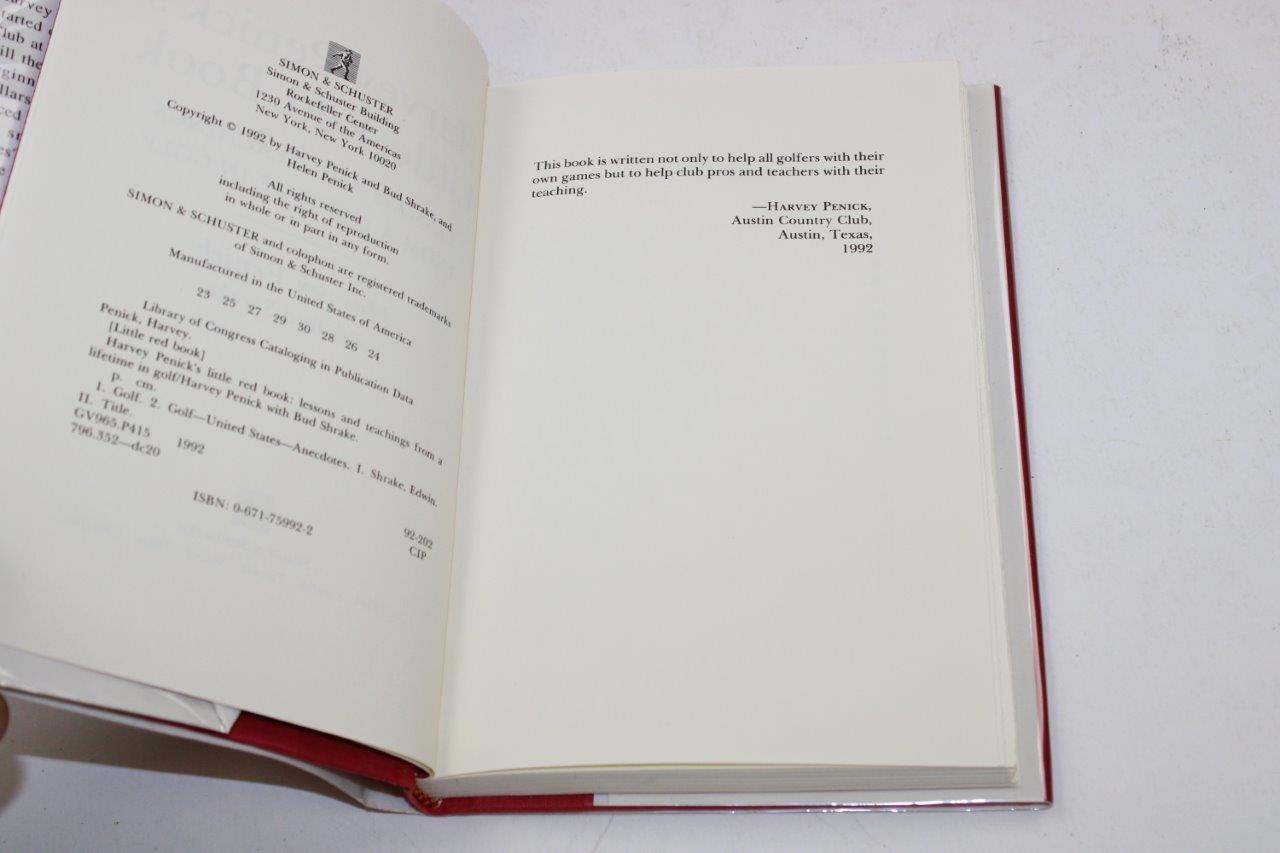 arvey
tarted
Club at
ill the
ginn
llars
SIMON & SCHUSTER
Simon & Schuster Building
Rockefeller Center
1230 Avenue of the Americas
New York, New York 10020
Copyright © 1992 by Harvey Penick and Bud Shrake, and
Helen Penick
All rights reserved
including the right of reproduction
in whole or in part in any form.
SIMON & SCHUSTER and colophon are registered trademarks
of Simon & Schuster Inc.
Manufactured in the United States of America
23 25 27 29 30 28 26 24
Library of Congress Cataloging in Publication Data
Penick, Harvey.
[Little red book]
Harvey Penick's little red book: lessons and teachings from a
lifetime in golf/Harvey Penick with Bud Shrake.
p. cm.
1. Golf. 2. Golf—United States—Anecdotes. I. Shrake, Edwin.
II. Title.
GV965.P415 1992
796.352—dc20
ISBN: 0-671-75992-2
92-202
CIP
This book is written not only to help all golfers with their
own games but to help club pros and teachers with their
teaching.
—HARVEY PENICK,
Austin Country Club,
Austin, Texas,
1992